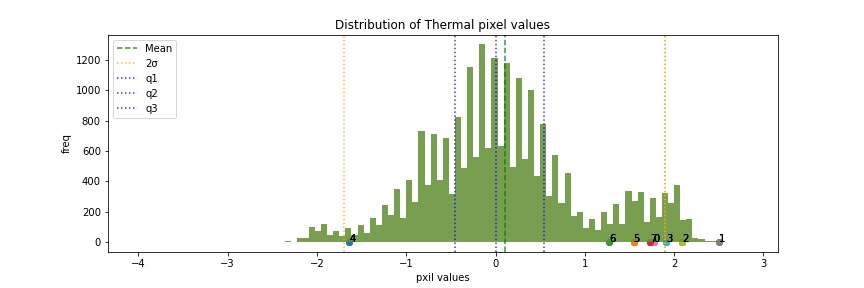 Distribution of Thermal pixel values
Mean
2σ
q1
q2
q3
freq
1200
1000
800
600
400
200
0
4 6 5 7 0 3 2 1
−4 −3 −2 −1 0 1 2 3
pxil values